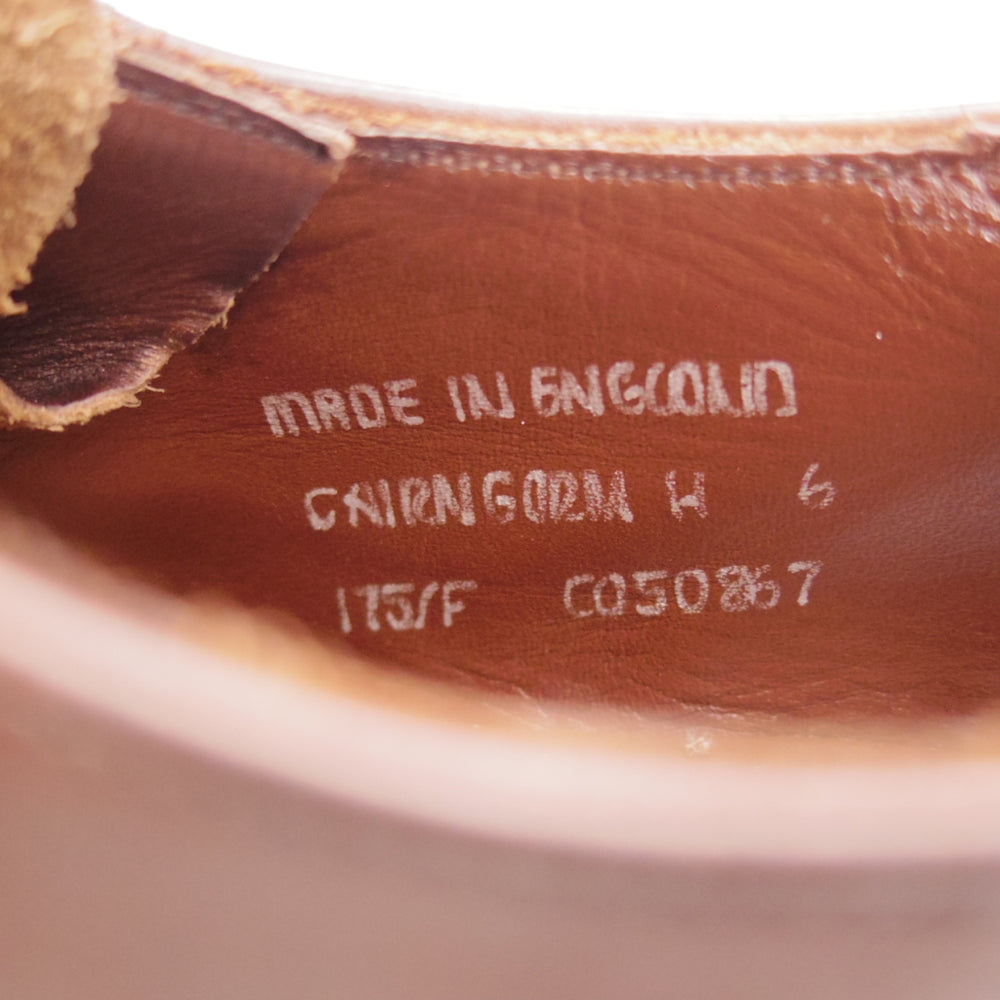 MADE IN ENGLAND
CAIRNGORM H 6
175/F C050867